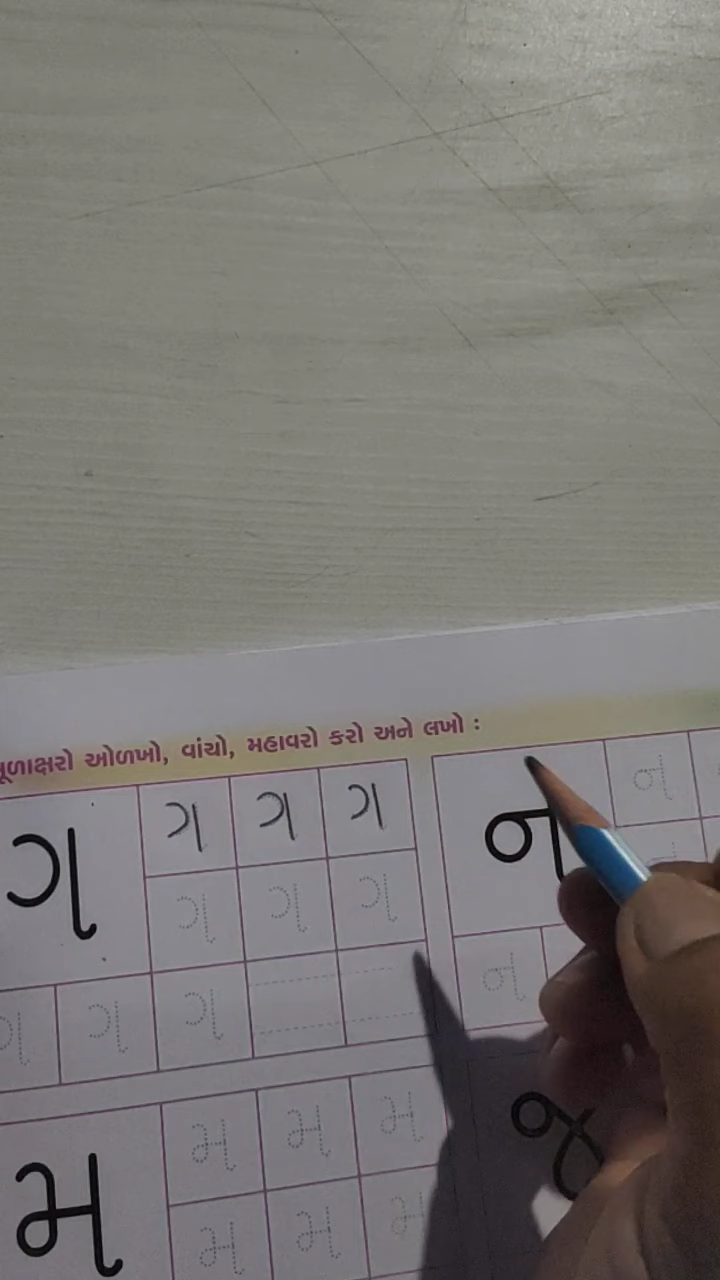 મૂળાક્ષરો ઓળખો, વાંચો, મહાવરો કરો અને લખો :
ગ ગ ગ ગ ન ન
ગ ગ ગ
ગ ગ ગ ન
મ મ મ મ જ
મ મ મ